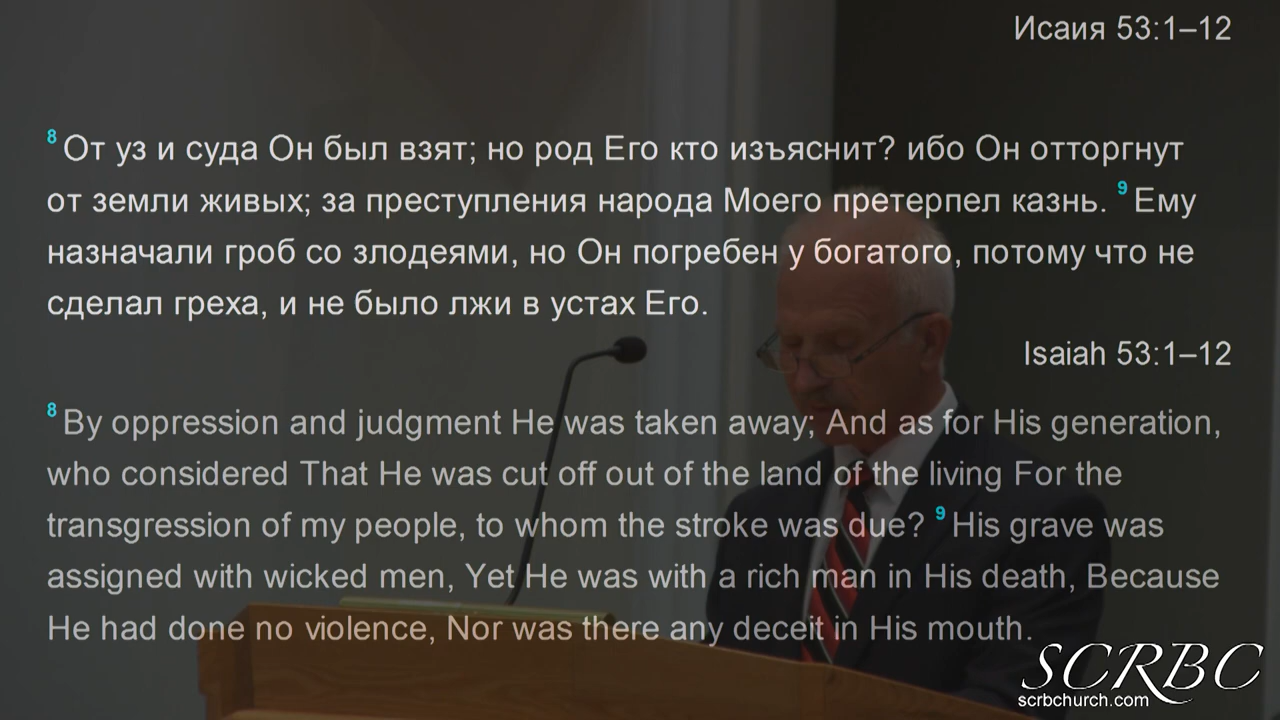 Исаия 53:1–12
8 От уз и суда Он был взят; но род Его кто изъяснит? ибо Он отторгнут
от земли живых; за преступления народа Моего претерпел казнь. 9 Ему
назначали гроб со злодеями, но Он погребен у богатого, потому что не
сделал греха, и не было лжи в устах Его.
Isaiah 53:1–12
8 By oppression and judgment He was taken away; And as for His generation,
who considered That He was cut off out of the land of the living For the
transgression of my people, to whom the stroke was due? 9 His grave was
assigned with wicked men, Yet He was with a rich man in His death, Because
He had done no violence, Nor was there any deceit in His mouth.
SCRBC
scrbchurch.com